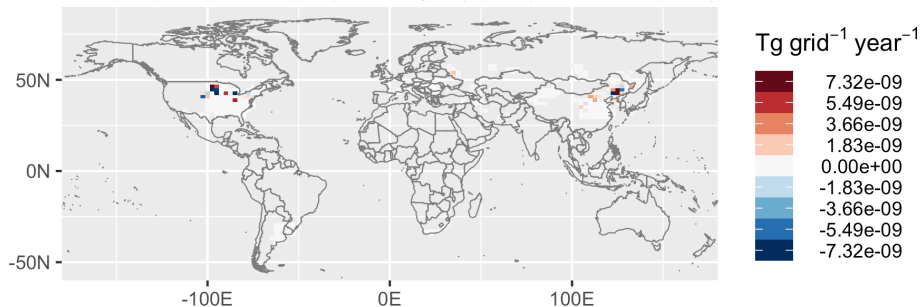 Tg grid⁻¹ year⁻¹
50N
0N
-50N
-100E
0E
100E
7.32e-09
5.49e-09
3.66e-09
1.83e-09
0.00e+00
-1.83e-09
-3.66e-09
-5.49e-09
-7.32e-09